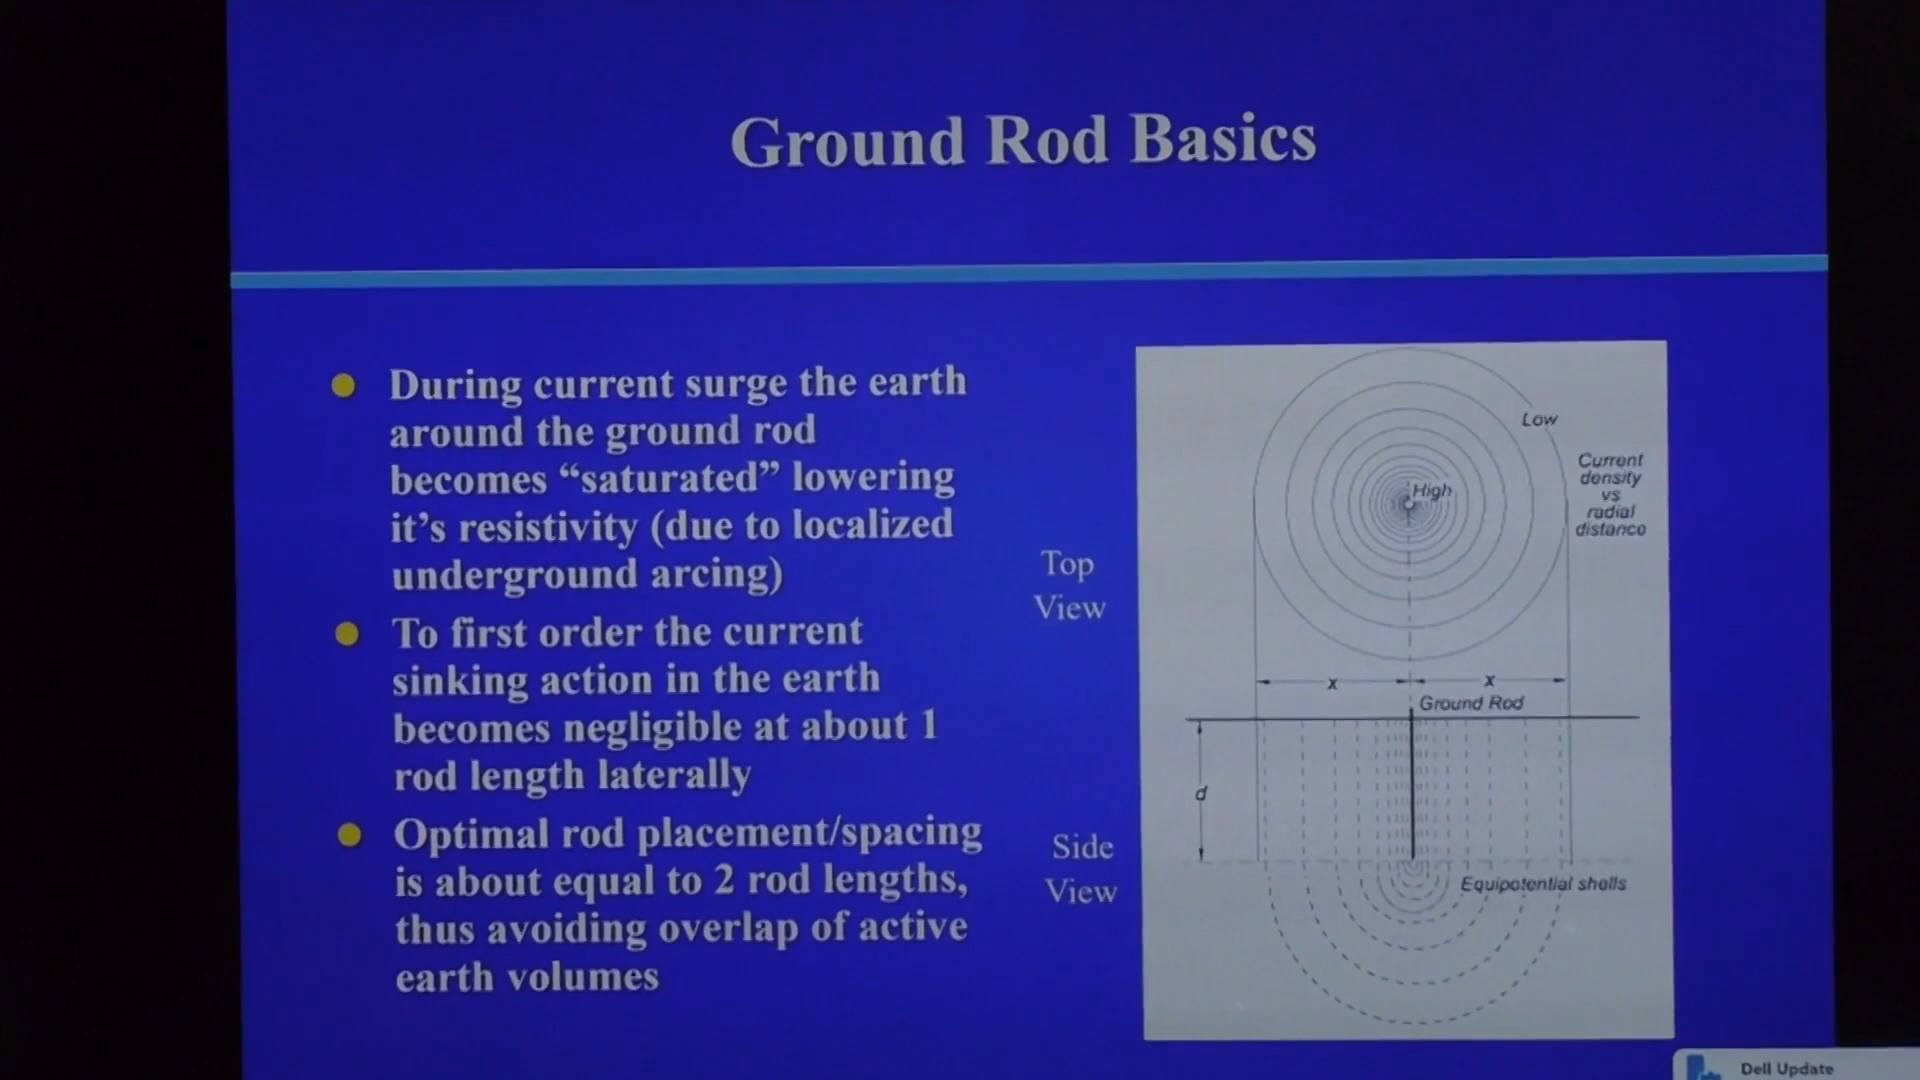 Ground Rod Basics
During current surge the earth
around the ground rod
becomes “saturated” lowering
it’s resistivity (due to localized
underground arcing)
To first order the current
sinking action in the earth
becomes negligible at about 1
rod length laterally
Optimal rod placement/spacing
is about equal to 2 rod lengths,
thus avoiding overlap of active
earth volumes
Top
View
Side
View
Low
High
Current
density
vs
radial
distance
x
x
Ground Rod
d
Equipotential shells
Dell Update